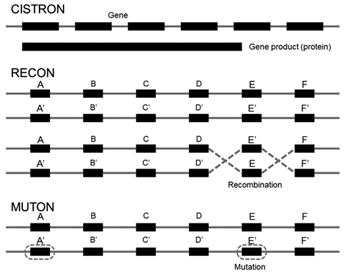 CISTRON
Gene
Gene product (protein)
RECON
A B C D E F
A' B' C' D' E' F'
A B C D E' F
A' B' C' D' E F'
Recombination
MUTON
A B C D E F
A' B' C' D' E' F'
Mutation